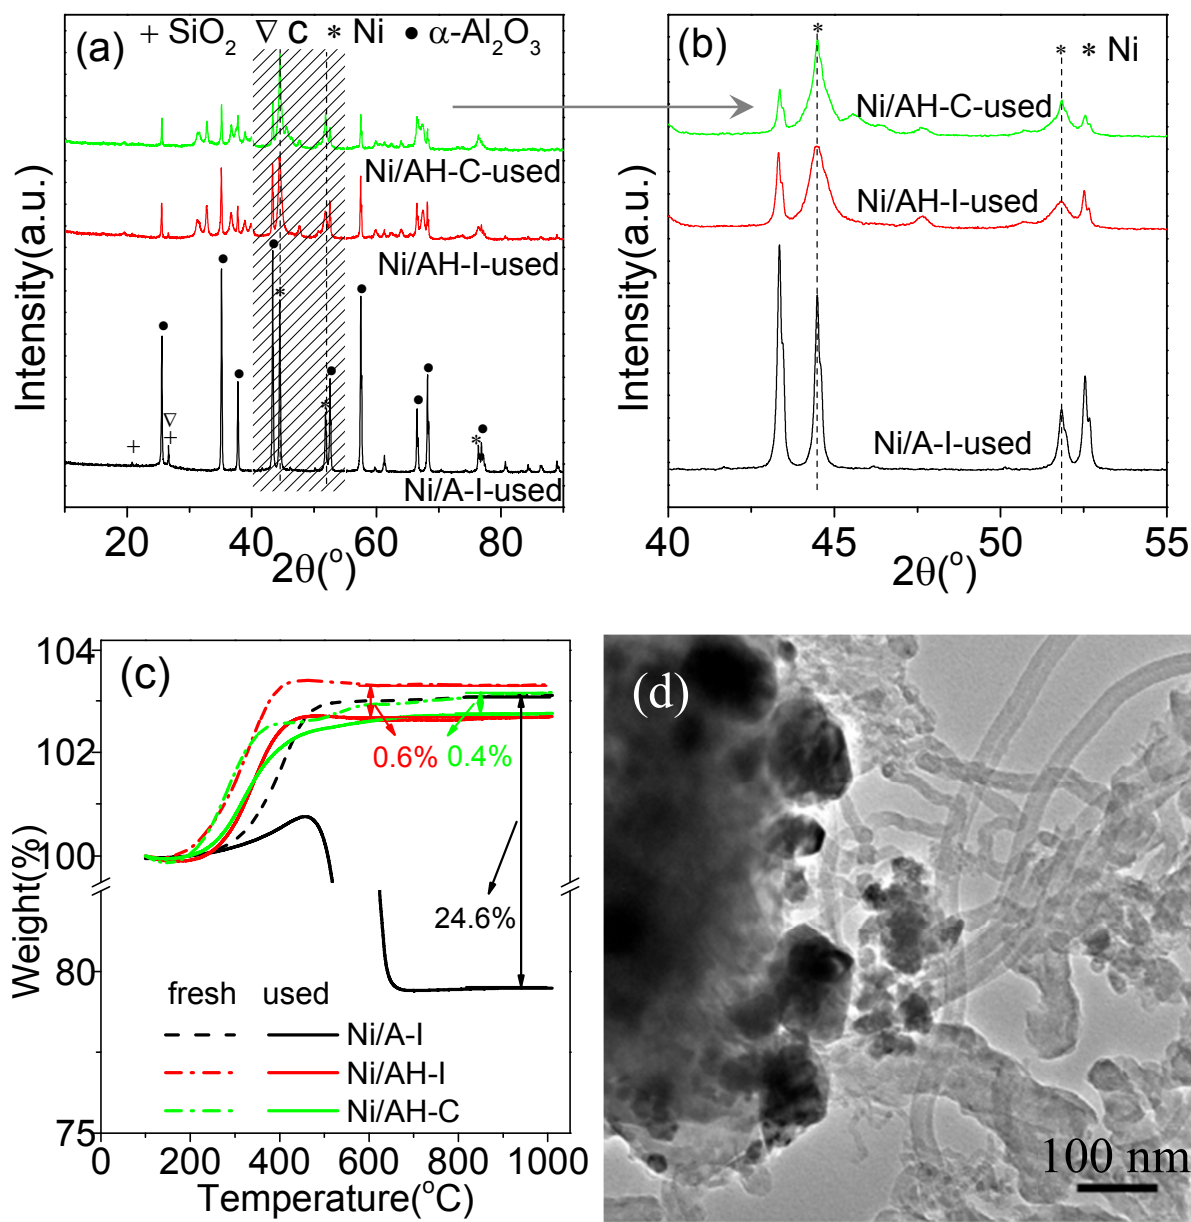 (a) + SiO₂ ▽ C * Ni ● α-Al₂O₃
Intensity(a.u.)
Ni/AH-C-used
Ni/AH-I-used
Ni/A-I-used
20 40 60 80
2θ(°)
(b) * * Ni
Intensity(a.u.)
Ni/AH-C-used
Ni/AH-I-used
Ni/A-I-used
40 45 50 55
2θ(°)
(c)
Weight(%)
104
102
100
80
75
0.6% 0.4%
24.6%
fresh used
Ni/A-I
Ni/AH-I
Ni/AH-C
0 200 400 600 800 1000
Temperature(°C)
(d)
100 nm